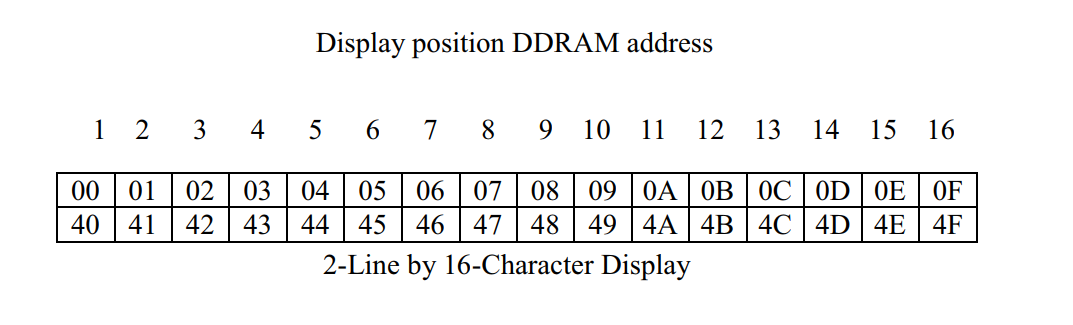 Display position DDRAM address
1 2 3 4 5 6 7 8 9 10 11 12 13 14 15 16
00 01 02 03 04 05 06 07 08 09 0A 0B 0C 0D 0E 0F
40 41 42 43 44 45 46 47 48 49 4A 4B 4C 4D 4E 4F
2-Line by 16-Character Display